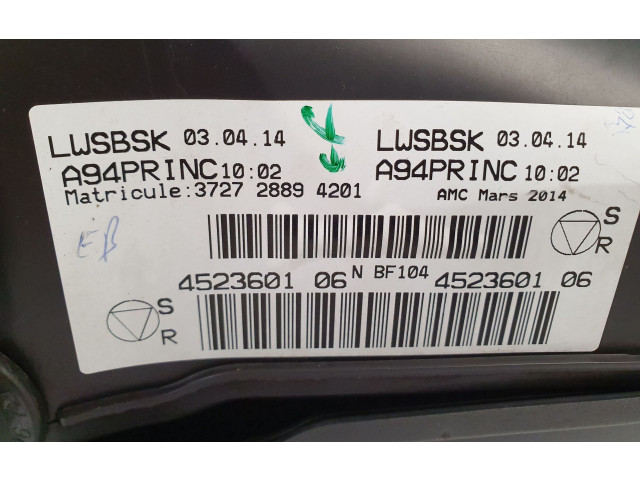 LWSBSK 03.04.14 LWSBSK 03.04.14
A94PRINC 10:02 A94PRINC 10:02
Matricule:3727 2889 4201 AMC Mars 2014
S
R
EB
4523601 06 N BF104 4523601 06
S
R